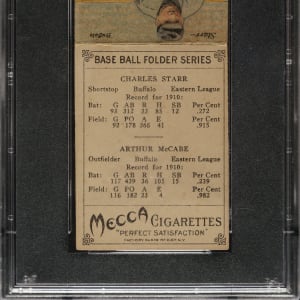 Starr
BASE BALL FOLDER SERIES
CHARLES STARR
Shortstop Buffalo Eastern League
Record for 1910:
Bat: G AB R H SB Per Cent
93 312 33 85 12 .272
Field: G PO A E Per Cent
92 178 268 41 .915
ARTHUR McCABE
Outfielder Buffalo Eastern League
Record for 1910:
Bat: G AB R H SB Per Cent
117 439 36 105 15 .239
Field: G PO A E Per Cent
116 182 23 4 .982
MECCA CIGARETTES
"PERFECT SATISFACTION"